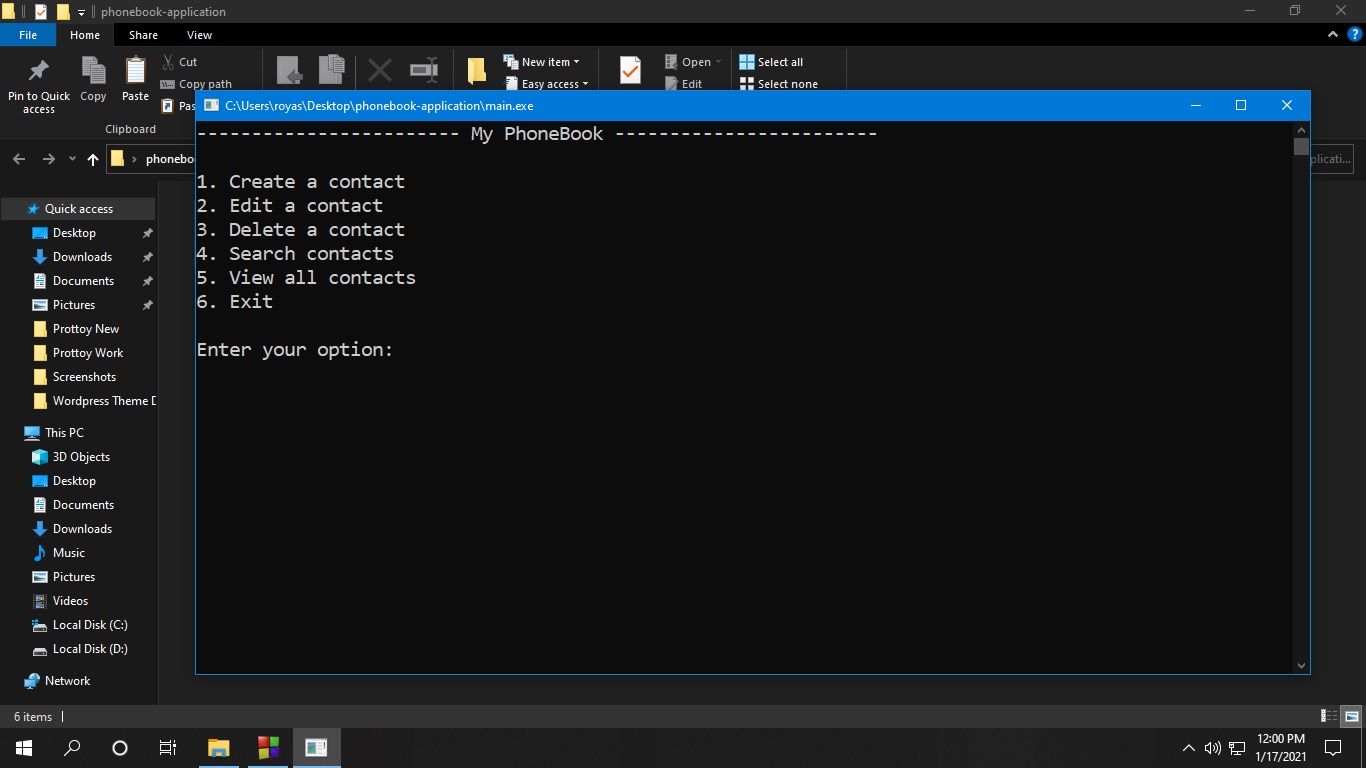 phonebook-application
File Home Share View
Pin to Quick access
Copy
Paste
Cut
Copy path
Clipboard
New item
Easy access
Open
Edit
Select all
Select none
C:\Users\royas\Desktop\phonebook-application\main.exe
------------------------ My PhoneBook ------------------------
1. Create a contact
2. Edit a contact
3. Delete a contact
4. Search contacts
5. View all contacts
6. Exit
Enter your option:
Quick access
Desktop
Downloads
Documents
Pictures
Prottoy New
Prottoy Work
Screenshots
Wordpress Theme D
This PC
3D Objects
Desktop
Documents
Downloads
Music
Pictures
Videos
Local Disk (C:)
Local Disk (D:)
Network
6 items
12:00 PM
1/17/2021